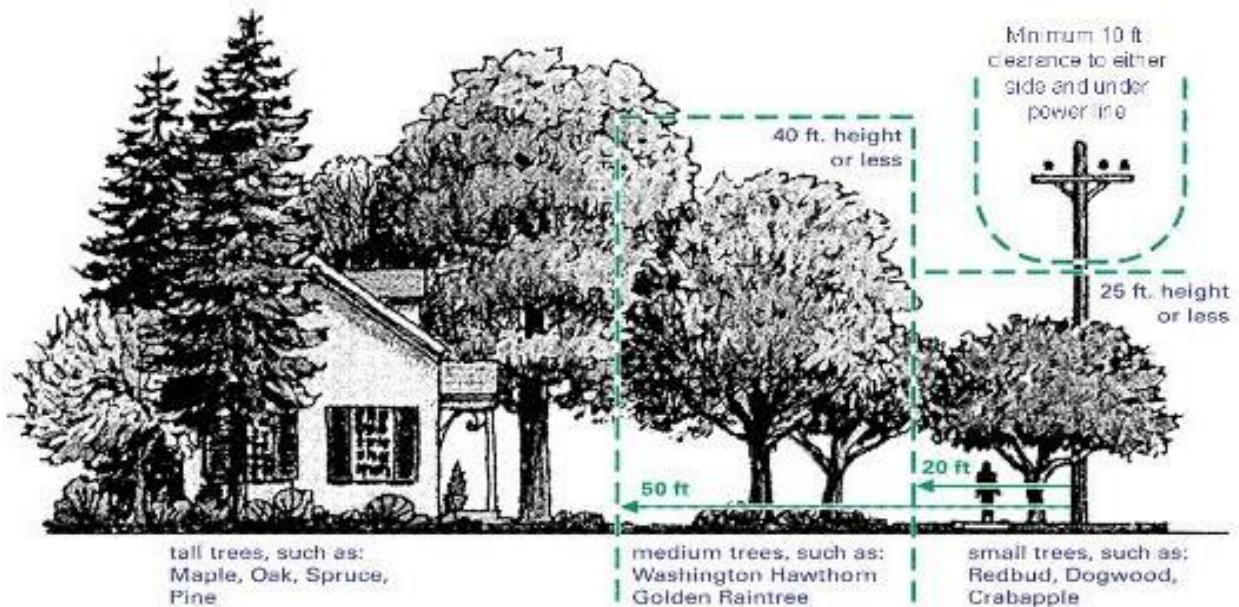 Minimum 10 ft
clearance to either
side and under
power line
40 ft. height
or less
25 ft. height
or less
20 ft
50 ft
tall trees, such as:
Maple, Oak, Spruce,
Pine
medium trees, such as:
Washington Hawthorn
Golden Raintree
small trees, such as:
Redbud, Dogwood,
Crabapple